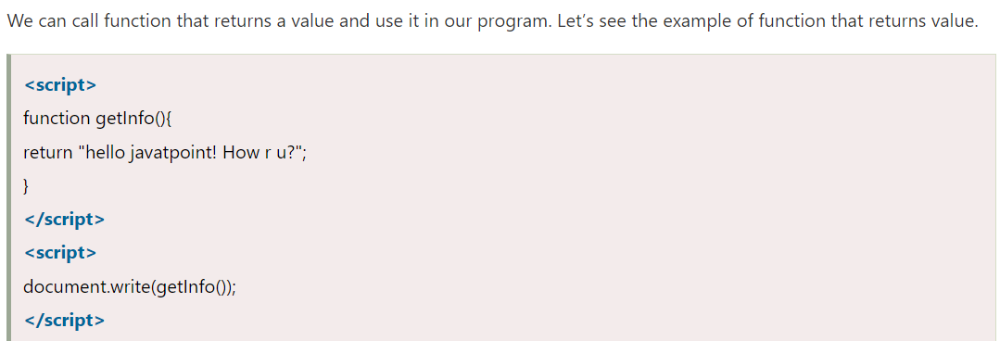 We can call function that returns a value and use it in our program. Let’s see the example of function that returns value.
<script>
function getInfo(){
return "hello javatpoint! How r u?";
}
</script>
<script>
document.write(getInfo());
</script>